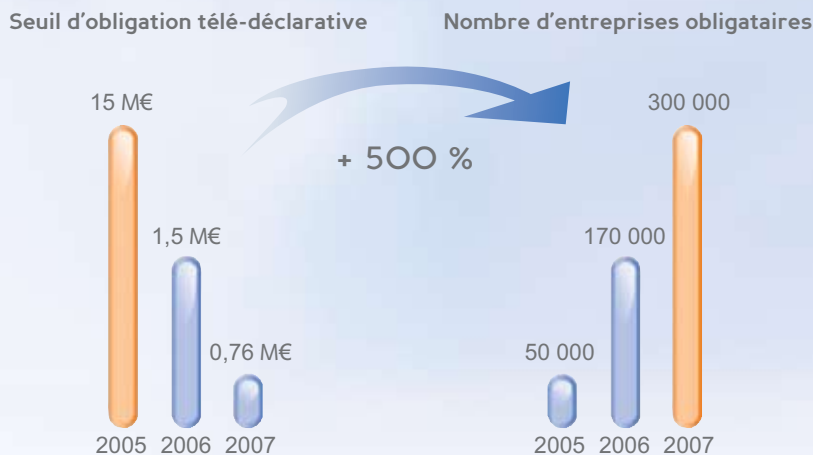 Seuil d'obligation télé-déclarative
Nombre d'entreprises obligataires
15 M€
1,5 M€
0,76 M€
2005 2006 2007
+ 500 %
300 000
170 000
50 000
2005 2006 2007